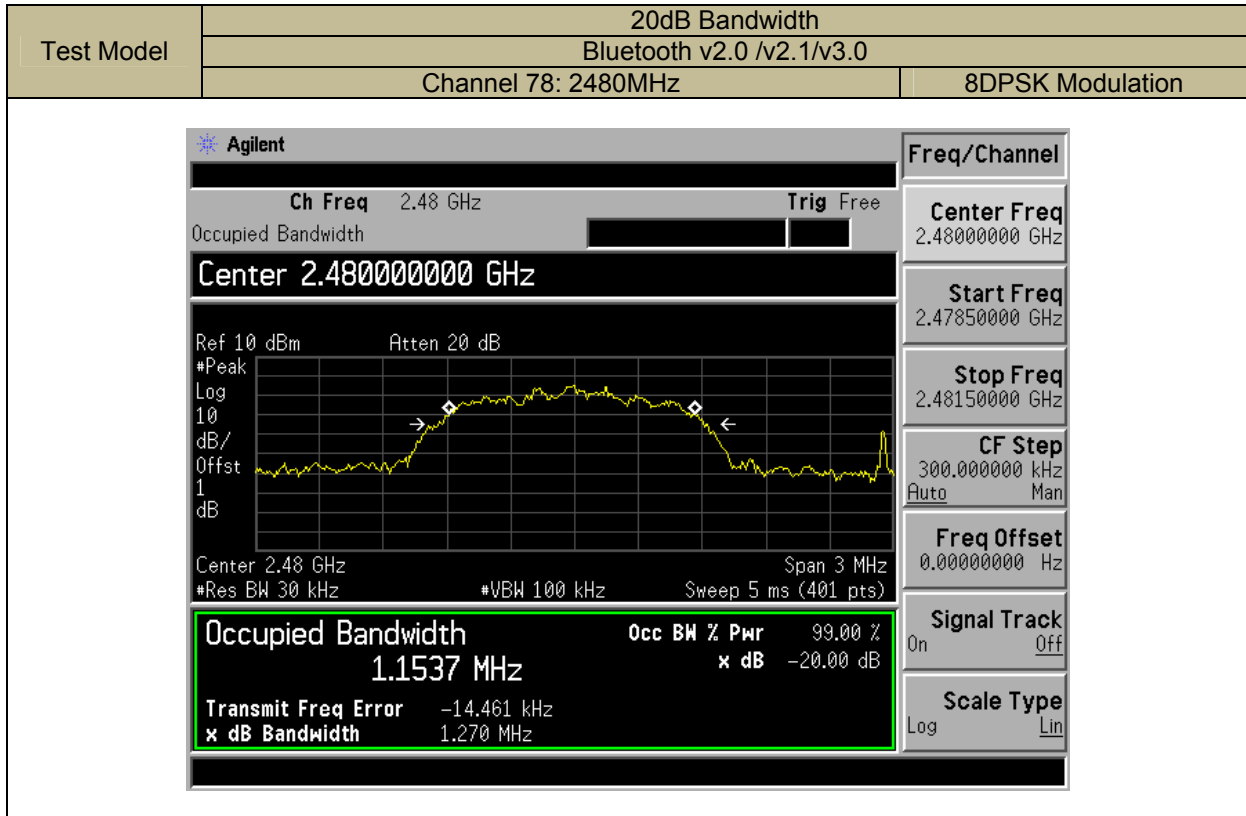 20dB Bandwidth
Test Model
Bluetooth v2.0 /v2.1/v3.0
Channel 78: 2480MHz
8DPSK Modulation
Agilent
Freq/Channel
Ch Freq 2.48 GHz
Trig Free
Occupied Bandwidth
Center 2.480000000 GHz
Center Freq
2.48000000 GHz
Start Freq
2.47850000 GHz
Stop Freq
2.48150000 GHz
CF Step
300.000000 kHz
Auto Man
Freq Offset
0.00000000 Hz
Signal Track
On Off
Scale Type
Log Lin
Ref 10 dBm
Atten 20 dB
#Peak
Log
10
dB/
Offst
1
dB
Center 2.48 GHz
Span 3 MHz
#Res BW 30 kHz
#VBW 100 kHz
Sweep 5 ms (401 pts)
Occupied Bandwidth
1.1537 MHz
Occ BW % Pwr 99.00 %
x dB -20.00 dB
Transmit Freq Error -14.461 kHz
x dB Bandwidth 1.270 MHz